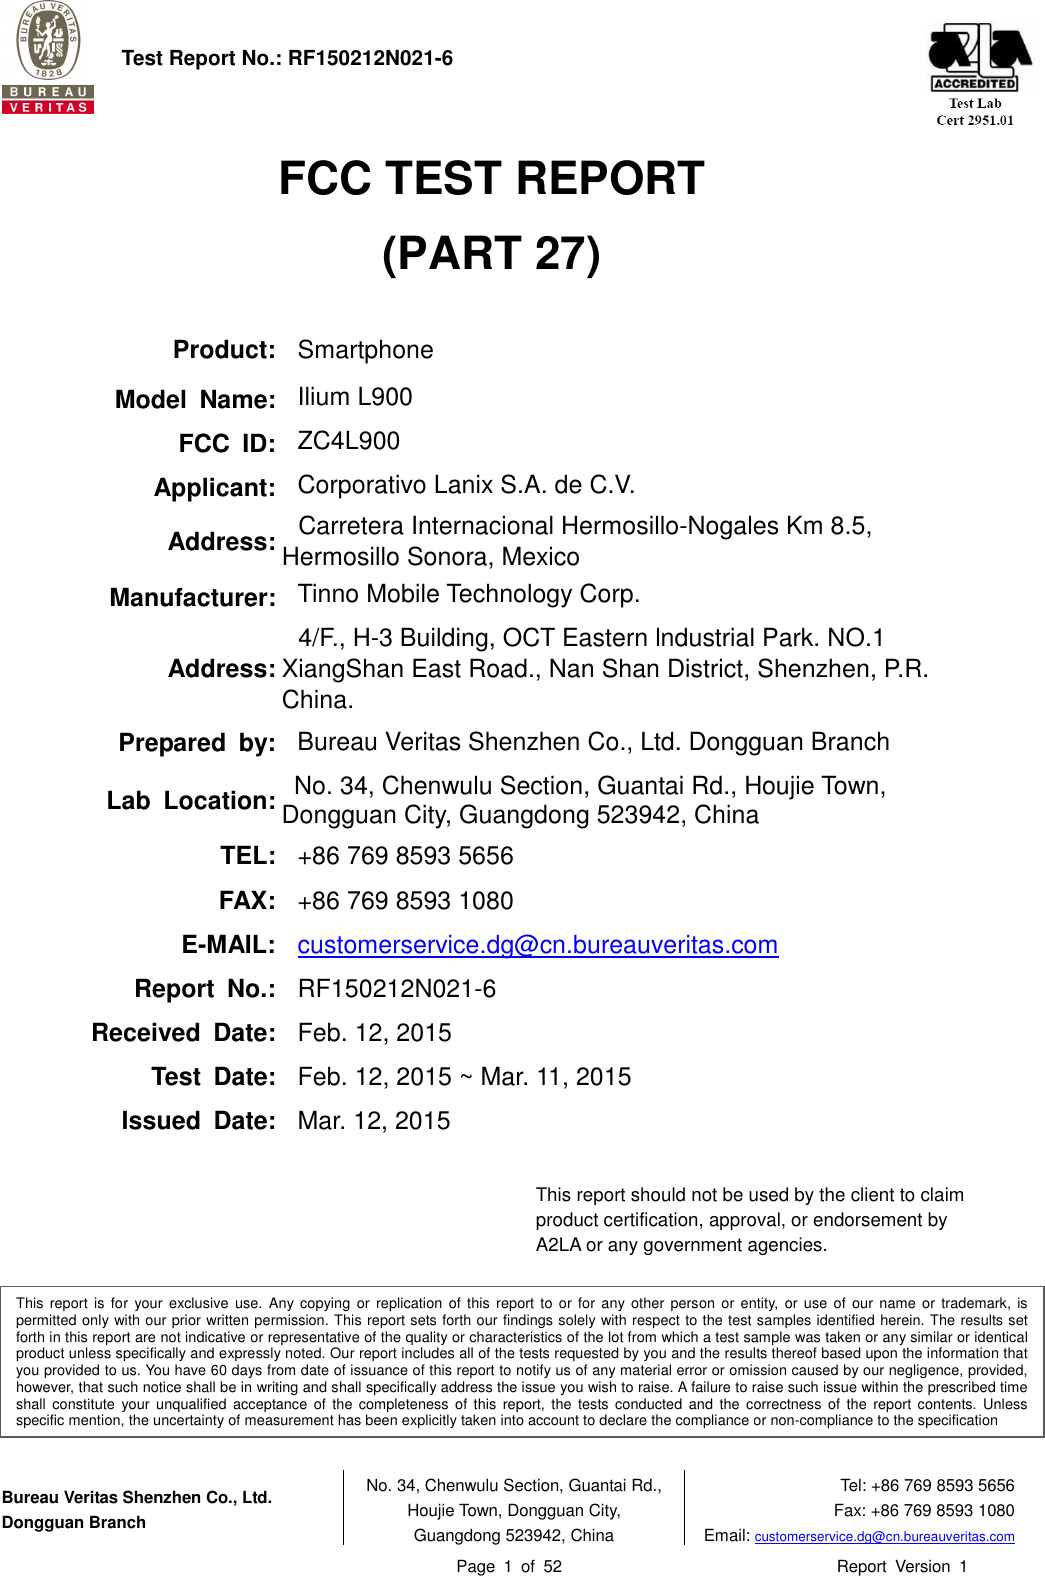 BUREAU VERITAS
1828
BUREAU
VERITAS
Test Report No.: RF150212N021-6
A2LA
ACCREDITED
Test Lab
Cert 2951.01
FCC TEST REPORT
(PART 27)
Product: Smartphone
Model Name: Ilium L900
FCC ID: ZC4L900
Applicant: Corporativo Lanix S.A. de C.V.
Address: Carretera Internacional Hermosillo-Nogales Km 8.5,
Hermosillo Sonora, Mexico
Manufacturer: Tinno Mobile Technology Corp.
Address: 4/F., H-3 Building, OCT Eastern lndustrial Park. NO.1
XiangShan East Road., Nan Shan District, Shenzhen, P.R.
China.
Prepared by: Bureau Veritas Shenzhen Co., Ltd. Dongguan Branch
Lab Location: No. 34, Chenwulu Section, Guantai Rd., Houjie Town,
Dongguan City, Guangdong 523942, China
TEL: +86 769 8593 5656
FAX: +86 769 8593 1080
E-MAIL: customerservice.dg@cn.bureauveritas.com
Report No.: RF150212N021-6
Received Date: Feb. 12, 2015
Test Date: Feb. 12, 2015 ~ Mar. 11, 2015
Issued Date: Mar. 12, 2015
This report should not be used by the client to claim
product certification, approval, or endorsement by
A2LA or any government agencies.
This report is for your exclusive use. Any copying or replication of this report to or for any other person or entity, or use of our name or trademark, is
permitted only with our prior written permission. This report sets forth our findings solely with respect to the test samples identified herein. The results set
forth in this report are not indicative or representative of the quality or characteristics of the lot from which a test sample was taken or any similar or identical
product unless specifically and expressly noted. Our report includes all of the tests requested by you and the results thereof based upon the information that
you provided to us. You have 60 days from date of issuance of this report to notify us of any material error or omission caused by our negligence, provided,
however, that such notice shall be in writing and shall specifically address the issue you wish to raise. A failure to raise such issue within the prescribed time
shall constitute your unqualified acceptance of the completeness of this report, the tests conducted and the correctness of the report contents. Unless
specific mention, the uncertainty of measurement has been explicitly taken into account to declare the compliance or non-compliance to the specification
Bureau Veritas Shenzhen Co., Ltd.
Dongguan Branch
No. 34, Chenwulu Section, Guantai Rd.,
Houjie Town, Dongguan City,
Guangdong 523942, China
Tel: +86 769 8593 5656
Fax: +86 769 8593 1080
Email: customerservice.dg@cn.bureauveritas.com
Page 1 of 52
Report Version 1